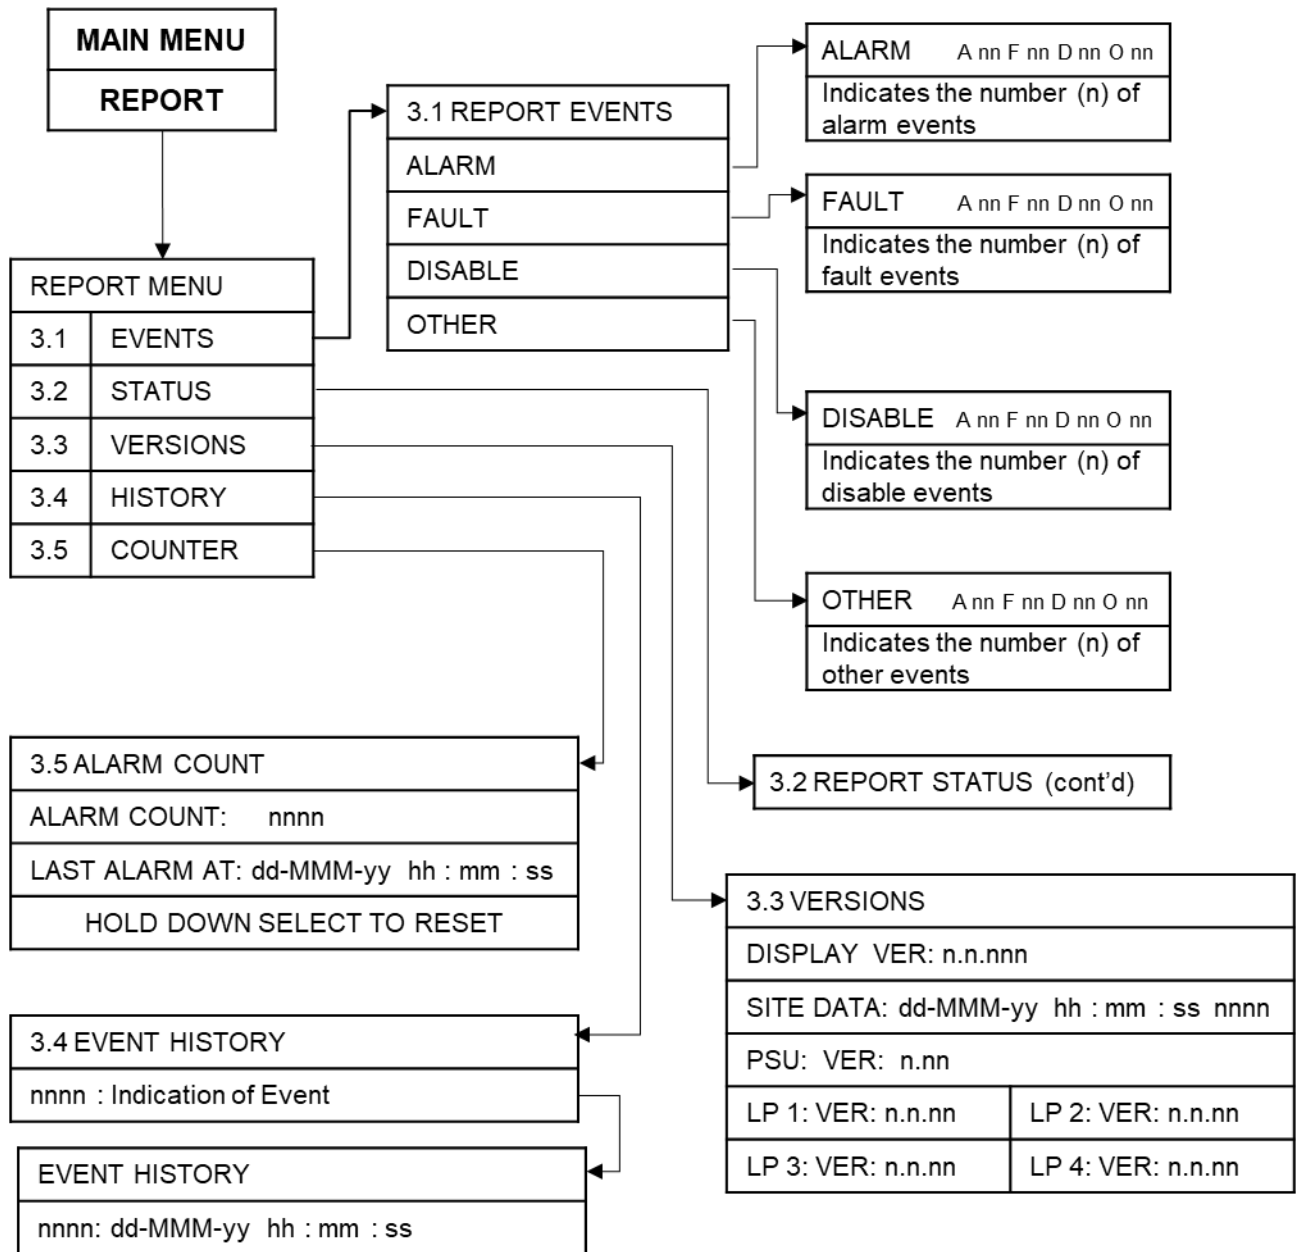 MAIN MENU
REPORT
REPORT MENU
3.1 EVENTS
3.2 STATUS
3.3 VERSIONS
3.4 HISTORY
3.5 COUNTER
3.1 REPORT EVENTS
ALARM
FAULT
DISABLE
OTHER
ALARM A nn F nn D nn O nn
Indicates the number (n) of
alarm events
FAULT A nn F nn D nn O nn
Indicates the number (n) of
fault events
DISABLE A nn F nn D nn O nn
Indicates the number (n) of
disable events
OTHER A nn F nn D nn O nn
Indicates the number (n) of
other events
3.2 REPORT STATUS (cont'd)
3.3 VERSIONS
DISPLAY VER: n.n.nnn
SITE DATA: dd-MMM-yy hh : mm : ss nnnn
PSU: VER: n.nn
LP 1: VER: n.n.nn LP 2: VER: n.n.nn
LP 3: VER: n.n.nn LP 4: VER: n.n.nn
3.5 ALARM COUNT
ALARM COUNT: nnnn
LAST ALARM AT: dd-MMM-yy hh : mm : ss
HOLD DOWN SELECT TO RESET
3.4 EVENT HISTORY
nnnn : Indication of Event
EVENT HISTORY
nnnn: dd-MMM-yy hh : mm : ss